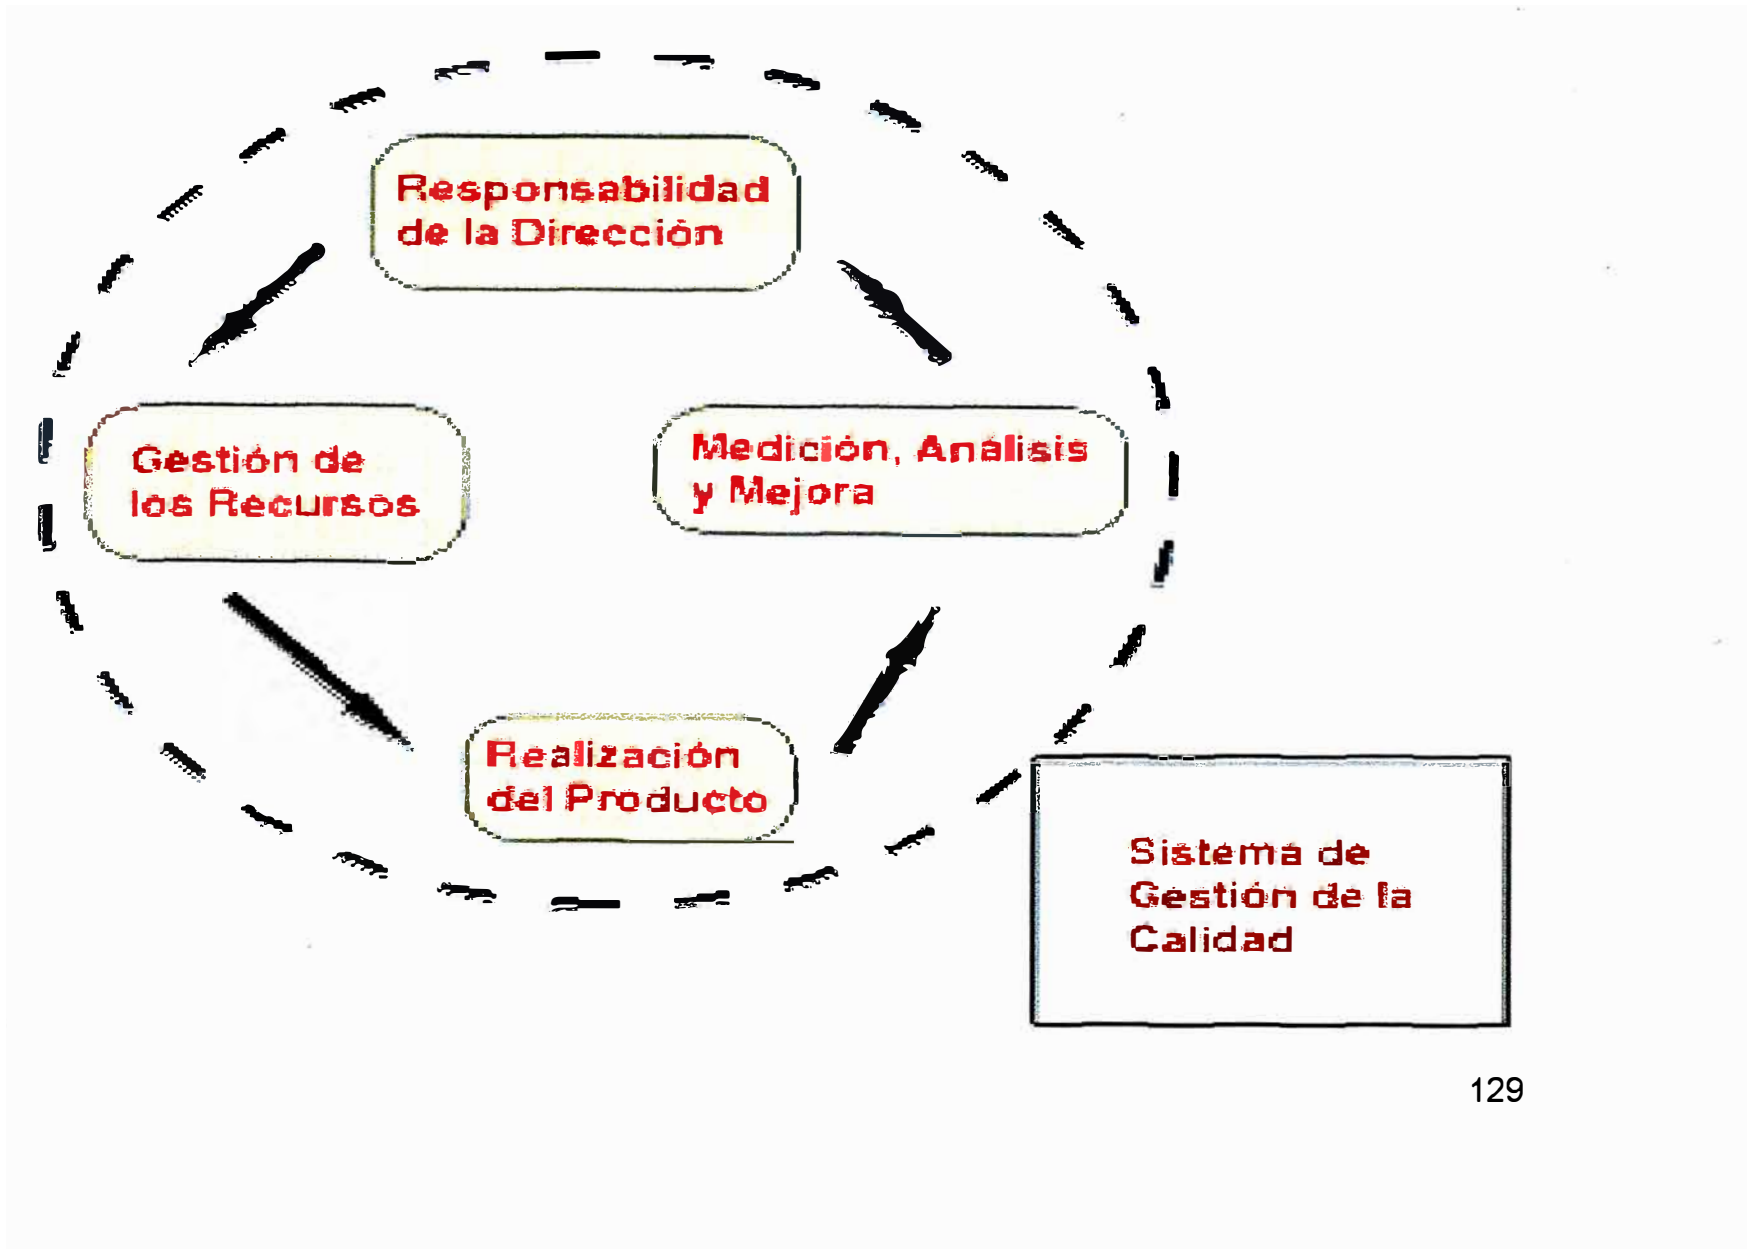 Responsabilidad
de la Dirección
Gestión de
los Recursos
Medición, Análisis
y Mejora
Realización
del Producto
Sistema de
Gestión de la
Calidad
129